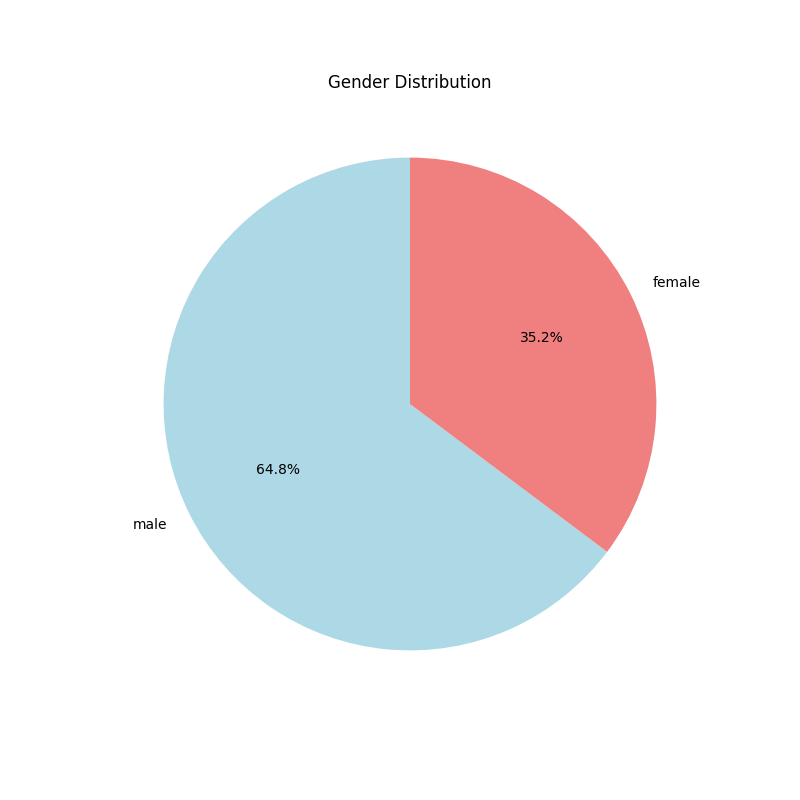 Gender Distribution
female
35.2%
64.8%
male